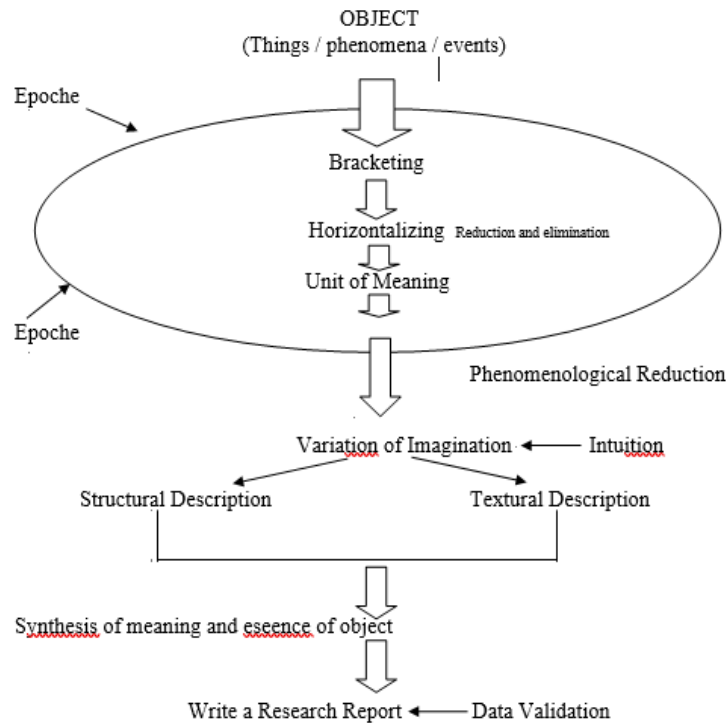 OBJECT
(Things / phenomena / events)
Epoche
Bracketing
Horizontalizing Reduction and elimination
Unit of Meaning
Epoche
Phenomenological Reduction
Variation of Imagination Intuition
Structural Description Textural Description
Synthesis of meaning and eseence of object
Write a Research Report Data Validation